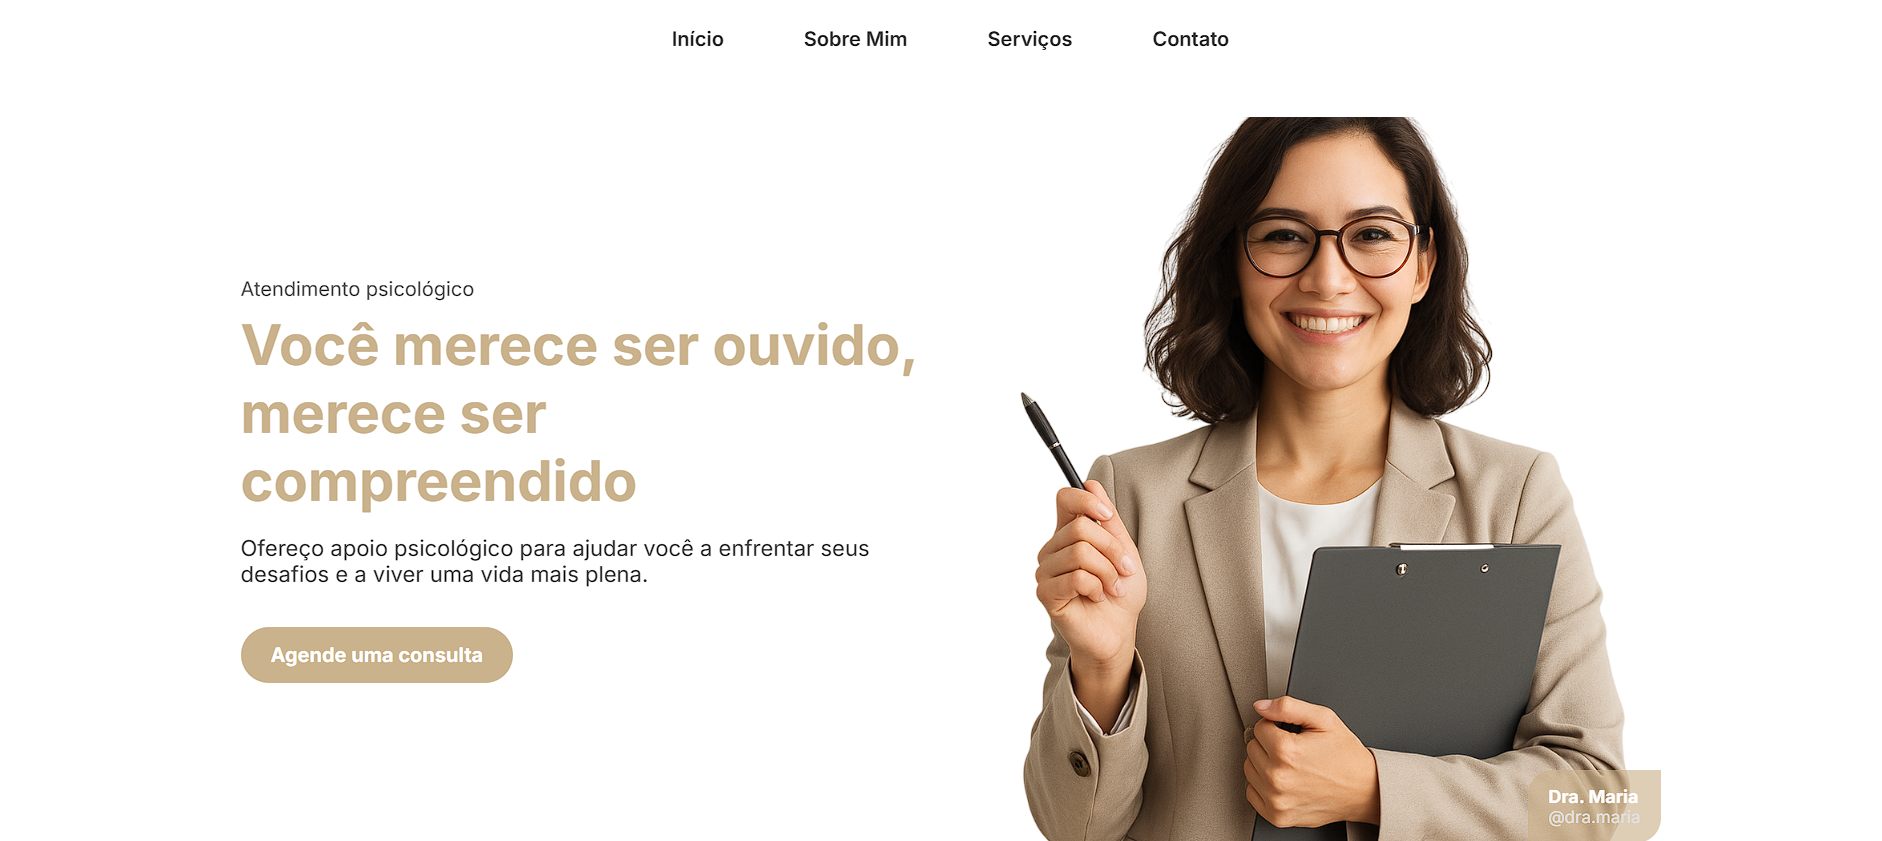 Início Sobre Mim Serviços Contato
Atendimento psicológico
Você merece ser ouvido,
merece ser
compreendido
Ofereço apoio psicológico para ajudar você a enfrentar seus
desafios e a viver uma vida mais plena.
Agende uma consulta
Dra. Maria
@dra.maria